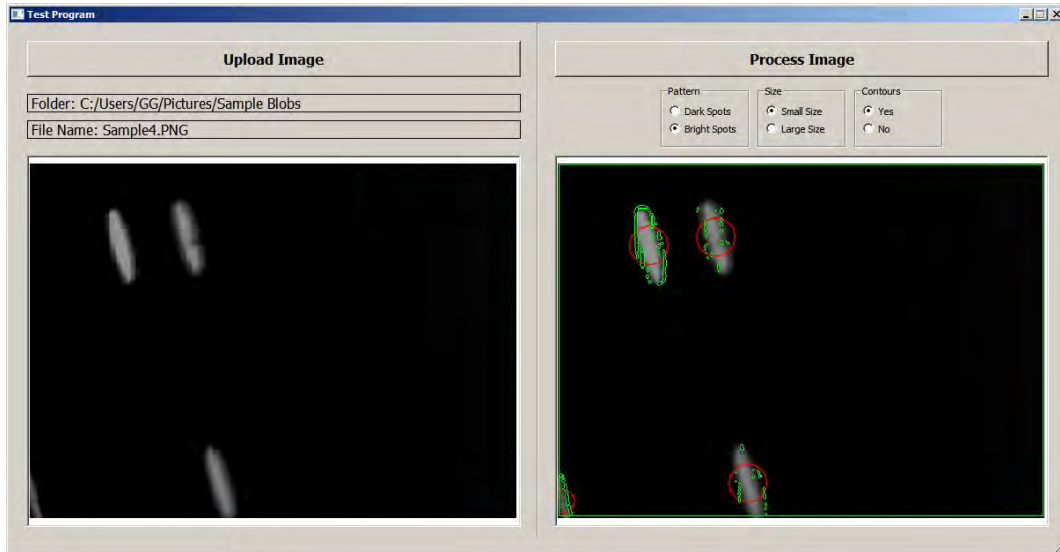 Test Program
Upload Image
Folder: C:/Users/GG/Pictures/Sample Blobs
File Name: Sample4.PNG
Process Image
Pattern
Dark Spots
Bright Spots
Size
Small Size
Large Size
Contours
Yes
No